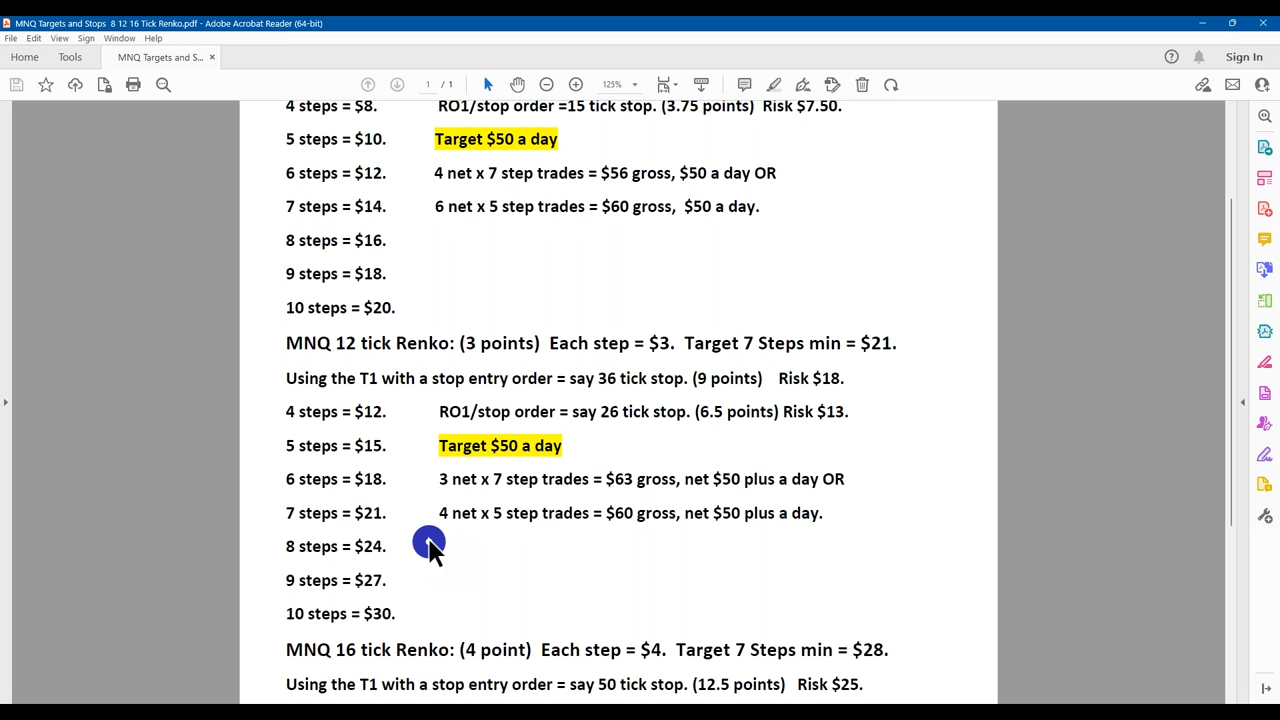 MNQ Targets and Stops 8 12 16 Tick Renko.pdf - Adobe Acrobat Reader (64-bit)
File Edit View Sign Window Help
Home Tools MNQ Targets and S... × Sign In
1 / 1 125%
4 steps = $8. RO1/stop order =15 tick stop. (3.75 points) Risk $7.50.
5 steps = $10. Target $50 a day
6 steps = $12. 4 net x 7 step trades = $56 gross, $50 a day OR
7 steps = $14. 6 net x 5 step trades = $60 gross, $50 a day.
8 steps = $16.
9 steps = $18.
10 steps = $20.
MNQ 12 tick Renko: (3 points) Each step = $3. Target 7 Steps min = $21.
Using the T1 with a stop entry order = say 36 tick stop. (9 points) Risk $18.
4 steps = $12. RO1/stop order = say 26 tick stop. (6.5 points) Risk $13.
5 steps = $15. Target $50 a day
6 steps = $18. 3 net x 7 step trades = $63 gross, net $50 plus a day OR
7 steps = $21. 4 net x 5 step trades = $60 gross, net $50 plus a day.
8 steps = $24.
9 steps = $27.
10 steps = $30.
MNQ 16 tick Renko: (4 point) Each step = $4. Target 7 Steps min = $28.
Using the T1 with a stop entry order = say 50 tick stop. (12.5 points) Risk $25.